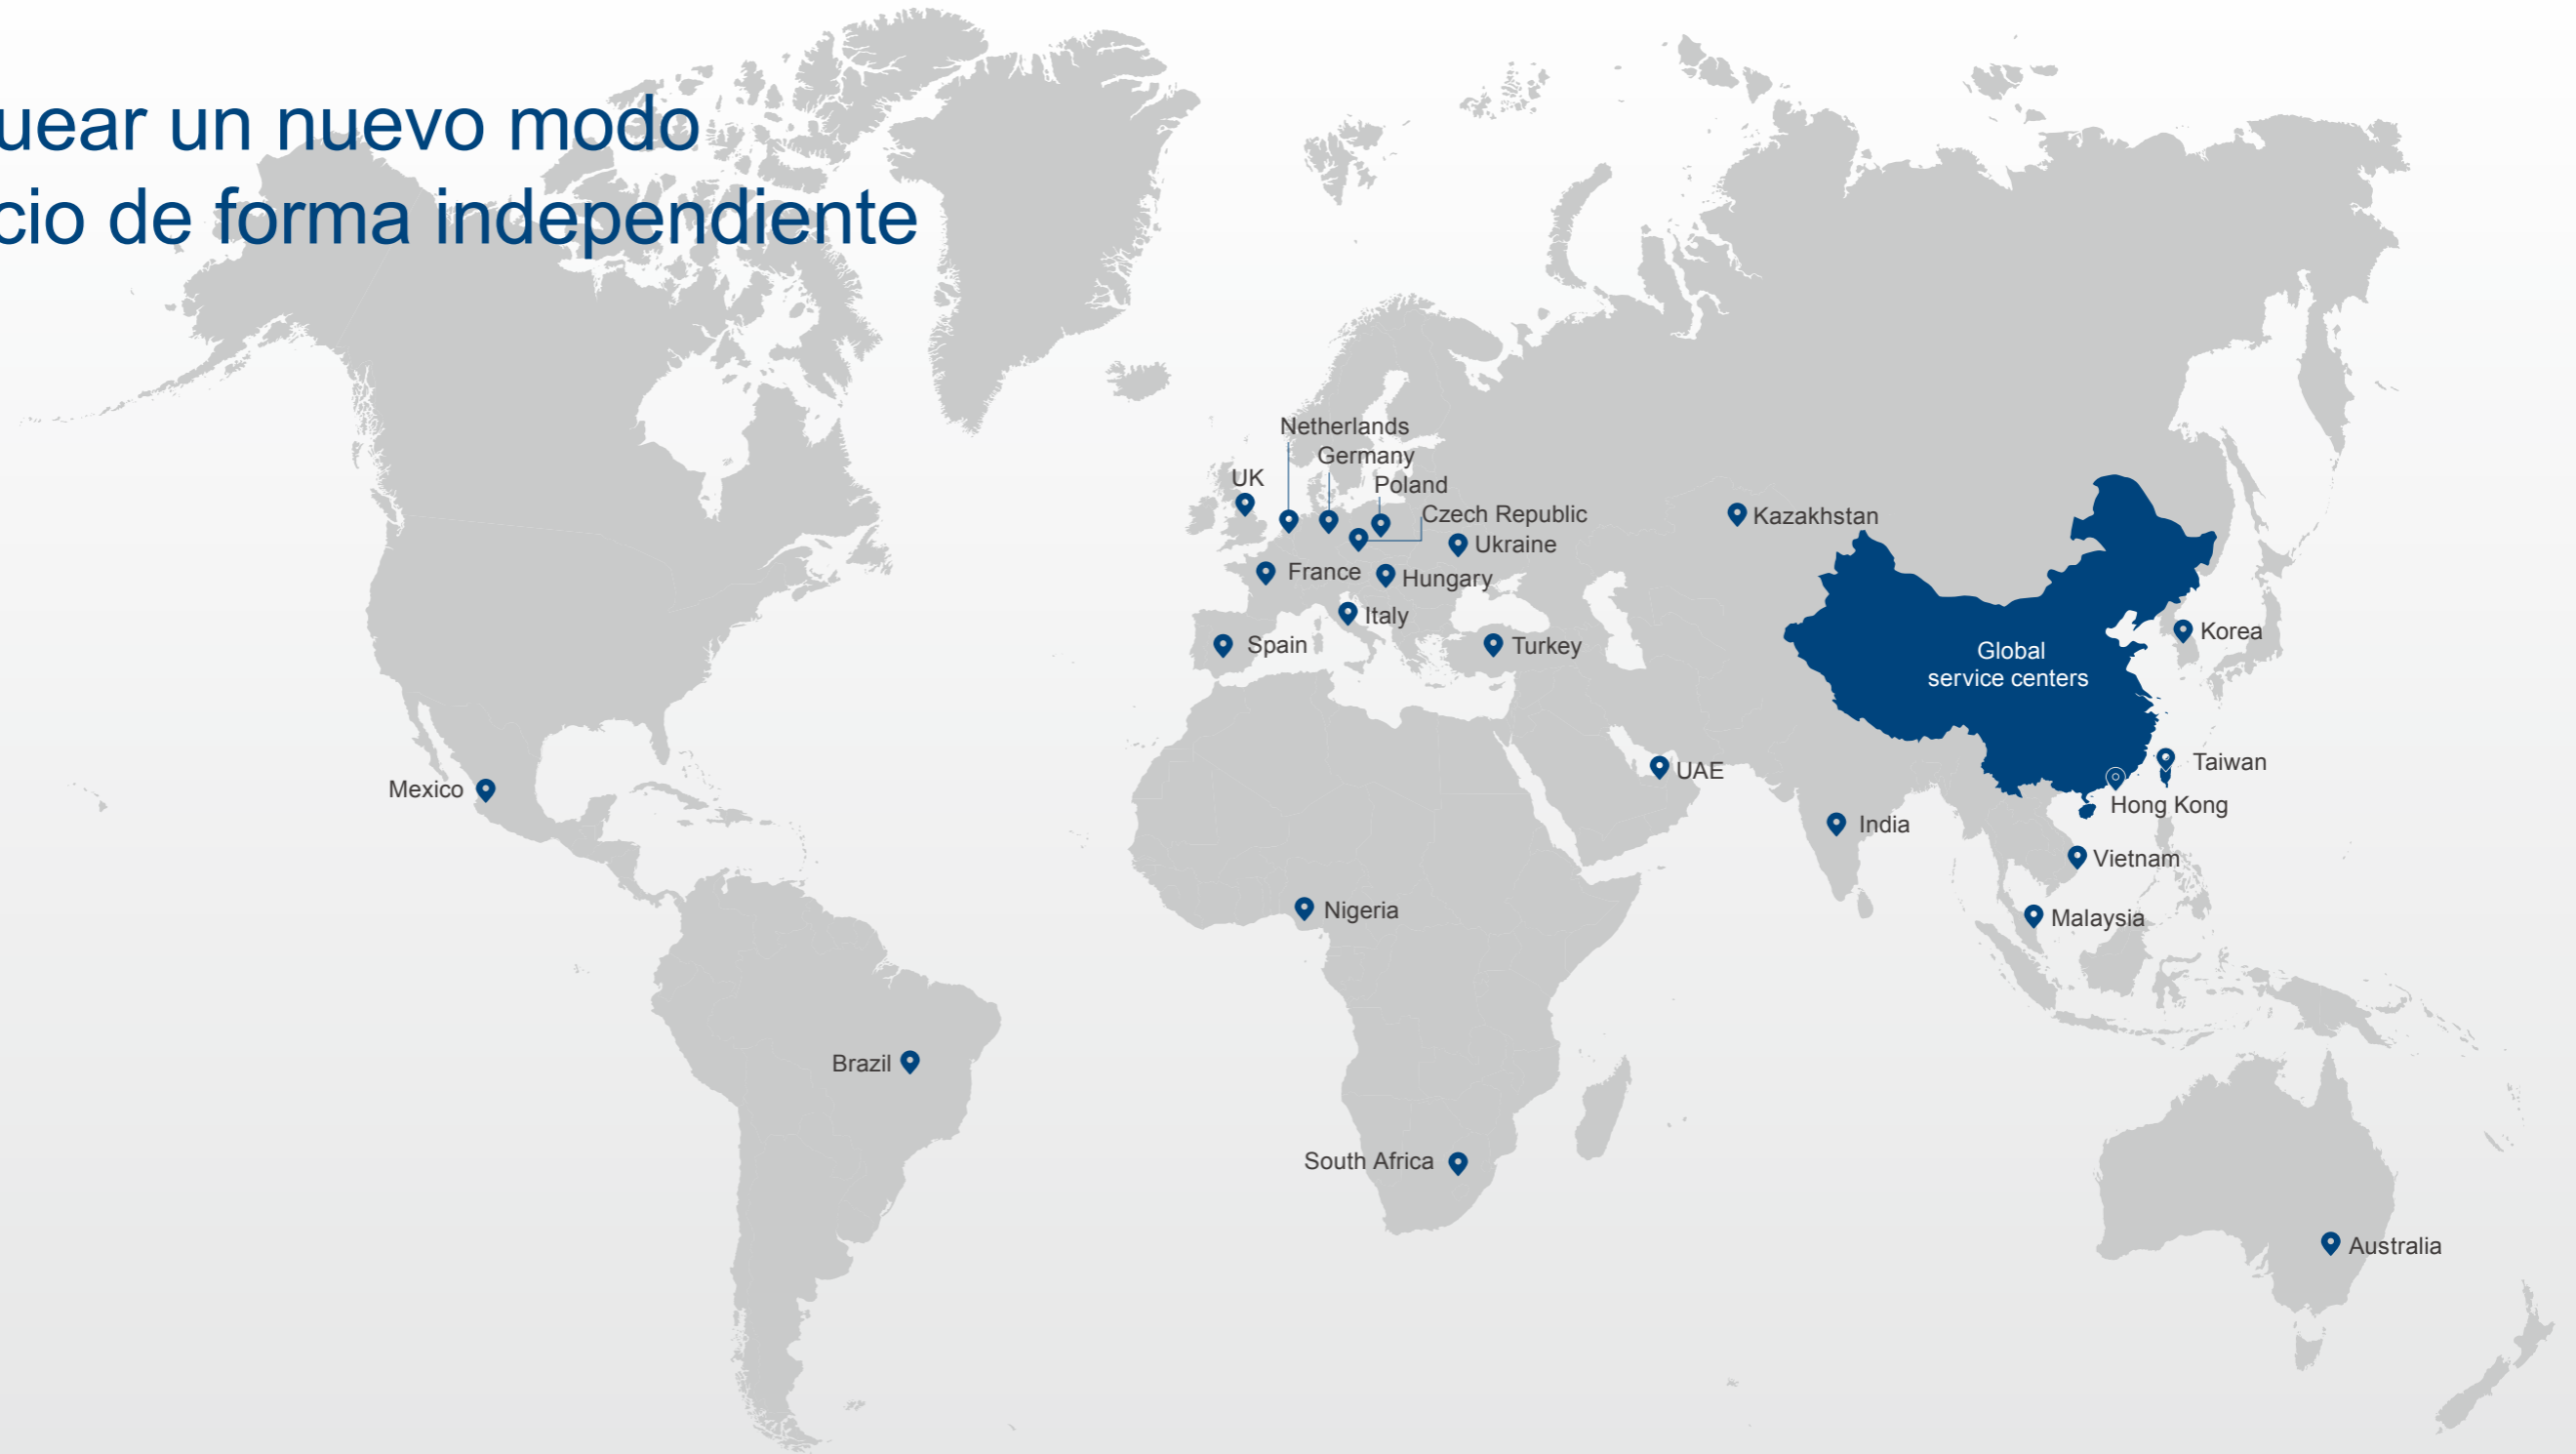 uear un nuevo modo
cio de forma independiente
Netherlands
Germany
UK
Poland
Czech Republic
Kazakhstan
Ukraine
France
Hungary
Italy
Korea
Spain
Turkey
Global
service centers
Taiwan
UAE
Mexico
Hong Kong
India
Vietnam
Nigeria
Malaysia
Brazil
South Africa
Australia